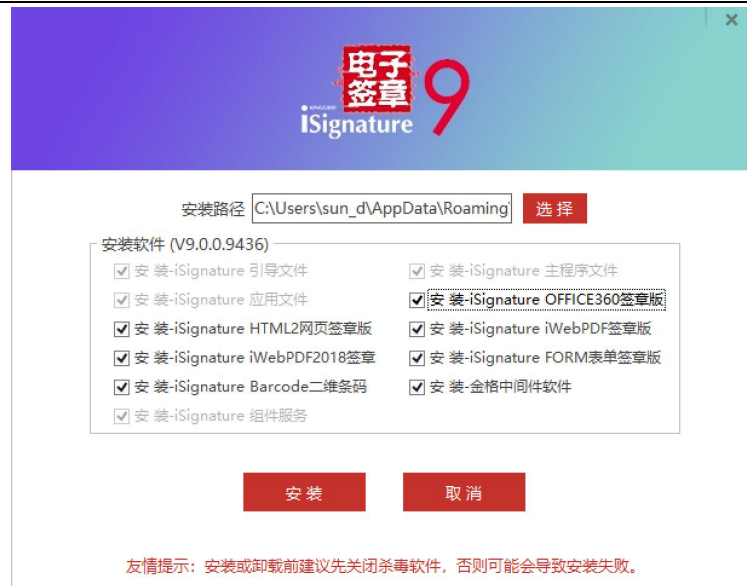 电子
签章
9
KINGGRID
iSignature
安装路径 C:\Users\sun_d\AppData\Roaming 选 择
安装软件 (V9.0.0.9436)
安 装-iSignature 引导文件 安 装-iSignature 主程序文件
安 装-iSignature 应用文件 安 装-iSignature OFFICE360签章版
安 装-iSignature HTML2网页签章版 安 装-iSignature iWebPDF签章版
安 装-iSignature iWebPDF2018签章 安 装-iSignature FORM表单签章版
安 装-iSignature Barcode二维条码 安 装-金格中间件软件
安 装-iSignature 组件服务
安 装 取 消
友情提示：安装或卸载前建议先关闭杀毒软件，否则可能会导致安装失败。